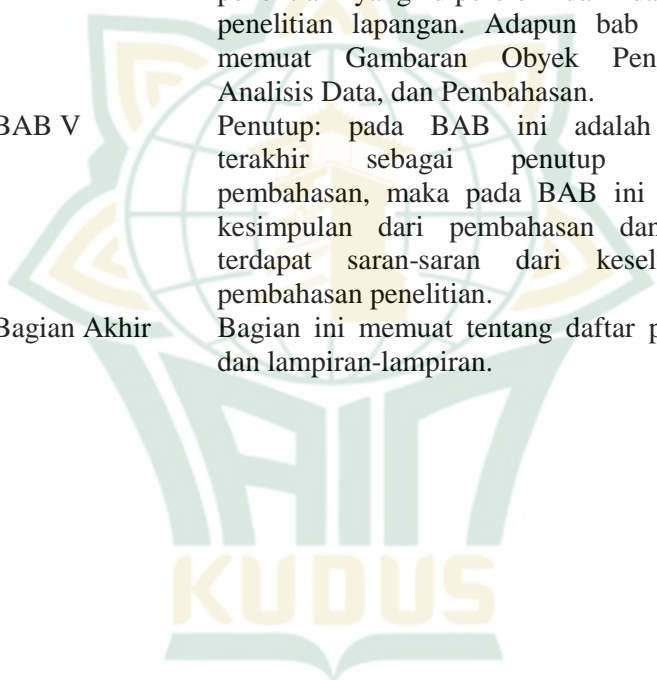 penelitian lapangan. Adapun bab
memuat Gambaran Obyek Pen
Analisis Data, dan Pembahasan.
BAB V Penutup: pada BAB ini adalah
terakhir sebagai penutup
pembahasan, maka pada BAB ini
kesimpulan dari pembahasan dan
terdapat saran-saran dari kesel
pembahasan penelitian.
Bagian Akhir Bagian ini memuat tentang daftar p
dan lampiran-lampiran.
IAIN
KUDUS